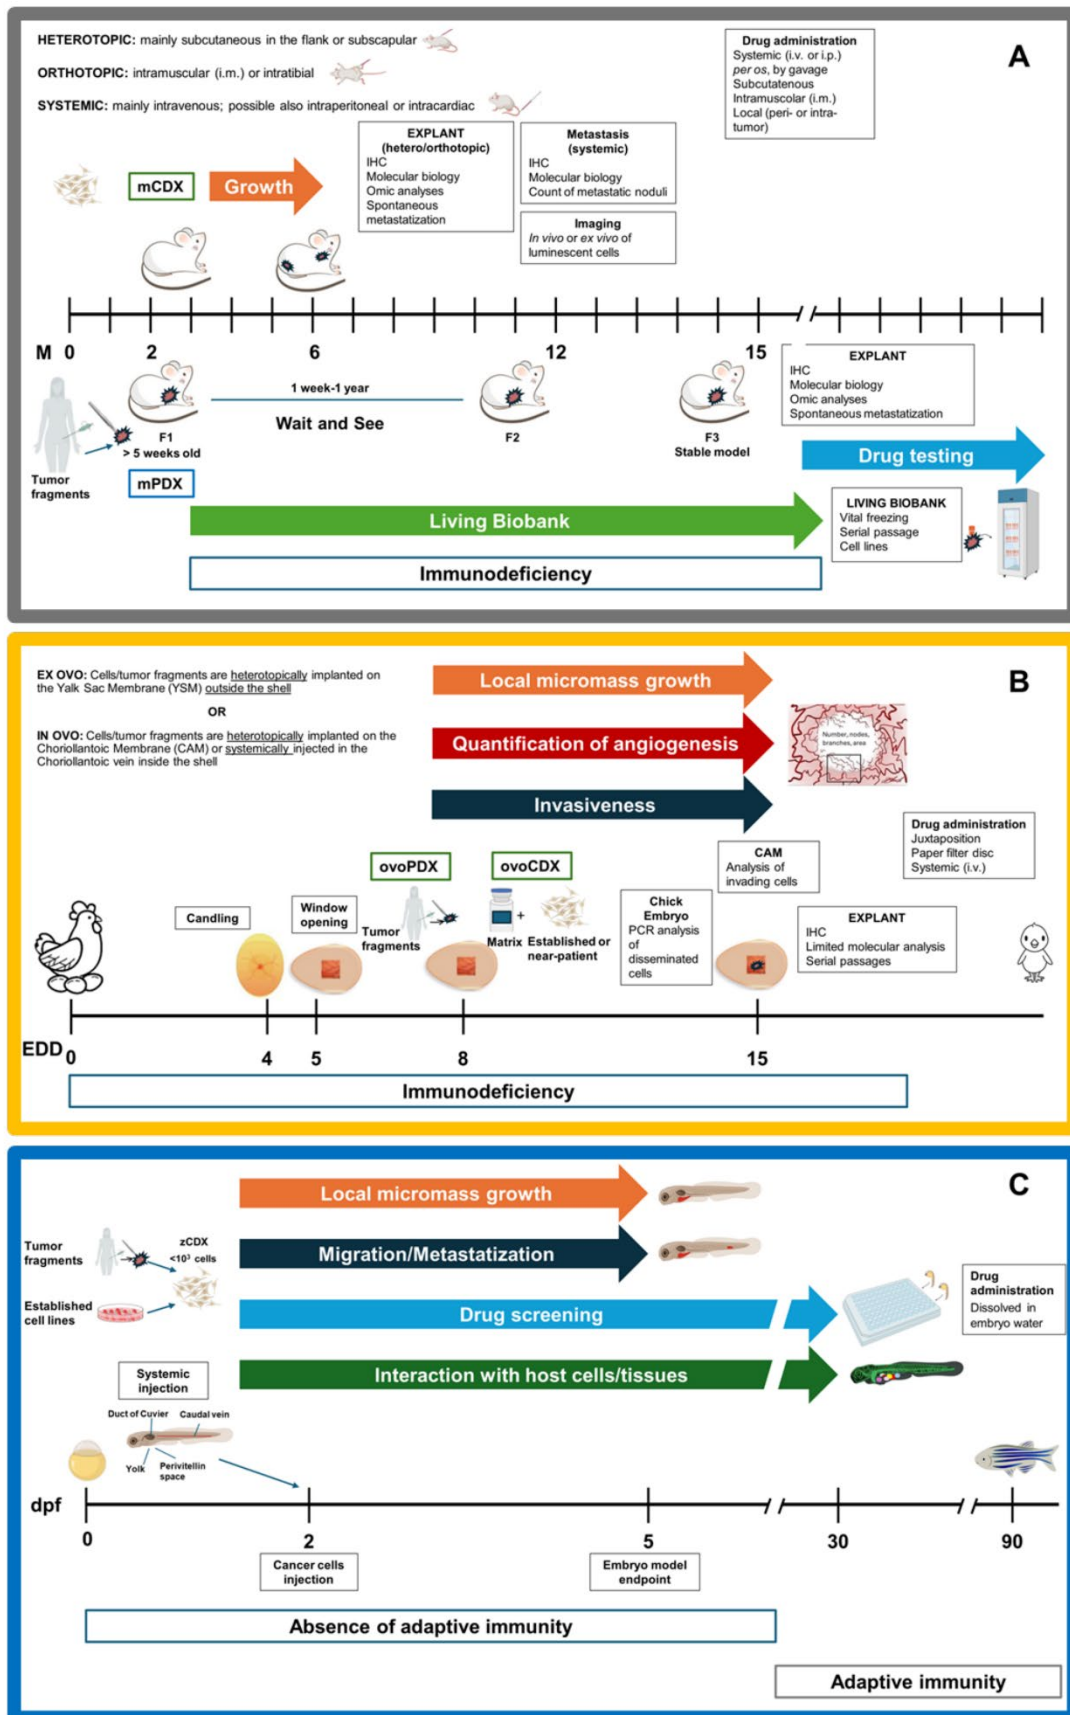 A
HETEROTOPIC: mainly subcutaneous in the flank or subscapular
ORTHOTOPIC: intramuscular (i.m.) or intratibial
SYSTEMIC: mainly intravenous; possible also intraperitoneal or intracardiac
Drug administration
Systemic (i.v. or i.p.)
per os, by gavage
Subcutatenous
Intramuscolar (i.m.)
Local (peri- or intra-
tumor)
EXPLANT
(hetero/orthotopic)
IHC
Molecular biology
Omic analyses
Spontaneous
metastatization
Metastasis
(systemic)
IHC
Molecular biology
Count of metastatic noduli
Imaging
In vivo or ex vivo of
luminescent cells
mCDX
Growth
M 0 2 6 12 15
EXPLANT
IHC
Molecular biology
Omic analyses
Spontaneous metastatization
1 week-1 year
Wait and See
F1
> 5 weeks old
F2
F3
Stable model
Tumor
fragments
mPDX
Drug testing
Living Biobank
LIVING BIOBANK
Vital freezing
Serial passage
Cell lines
Immunodeficiency
B
EX OVO: Cells/tumor fragments are heterotopically implanted on
the Yalk Sac Membrane (YSM) outside the shell
OR
IN OVO: Cells/tumor fragments are heterotopically implanted on the
Choriollantoic Membrane (CAM) or systemically injected in the
Choriollantoic vein inside the shell
Local micromass growth
Quantification of angiogenesis
Number, nodes,
branches, area
Invasiveness
Drug administration
Juxtaposition
Paper filter disc
Systemic (i.v.)
CAM
Analysis of
invading cells
ovoPDX
ovoCDX
Candling
Window
opening
Tumor
fragments
Matrix
+
Established or
near-patient
Chick
Embryo
PCR analysis
of
disseminated
cells
EXPLANT
IHC
Limited molecular analysis
Serial passages
EDD 0 4 5 8 15
Immunodeficiency
C
Local micromass growth
Migration/Metastatization
Drug screening
Interaction with host cells/tissues
Tumor
fragments
zCDX
<10³ cells
Established
cell lines
Drug
administration
Dissolved in
embryo water
Systemic
injection
Duct of Cuvier
Caudal vein
Yolk
Perivitellin
space
dpf 0 2 5 30 90
Cancer cells
injection
Embryo model
endpoint
Absence of adaptive immunity
Adaptive immunity